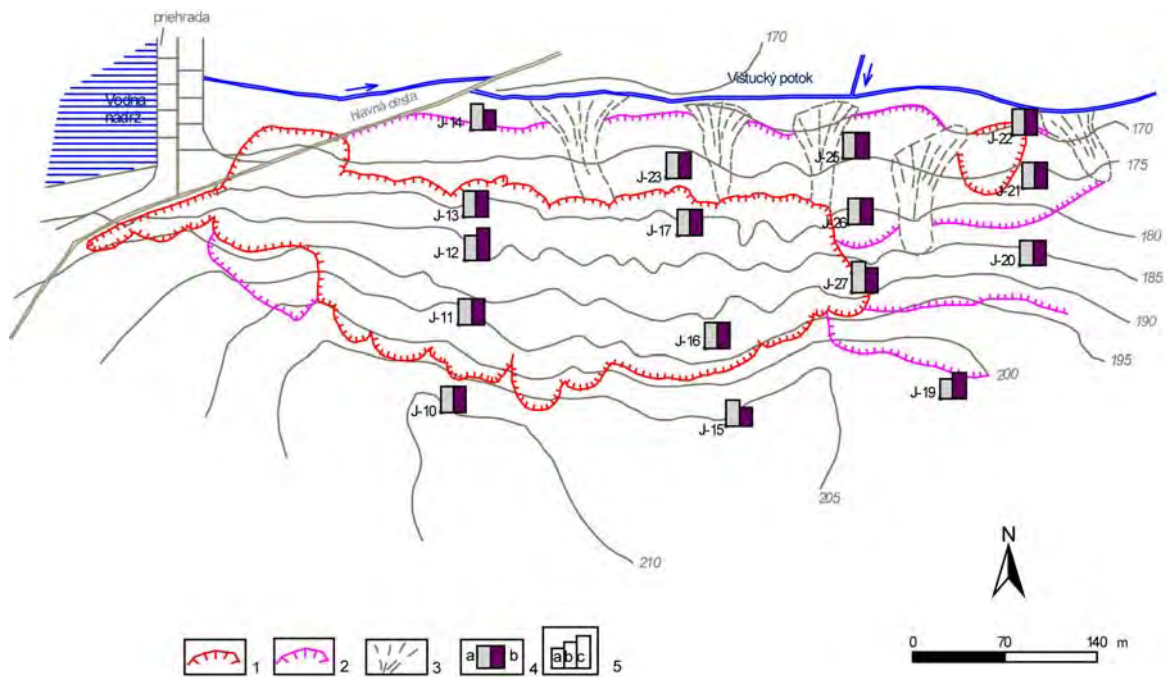 priehrada
170
Vištucký potok
Vodná
nádrž
hlavná cesta
J-14
J-22
170
J-25
J-23
175
J-21
J-13
J-17
J-26
180
J-12
J-20
J-27
185
J-11
190
J-16
195
200
J-10
J-15
J-19
205
210
N
1
2
3
a
b
4
a
b
c
5
0
70
140
m